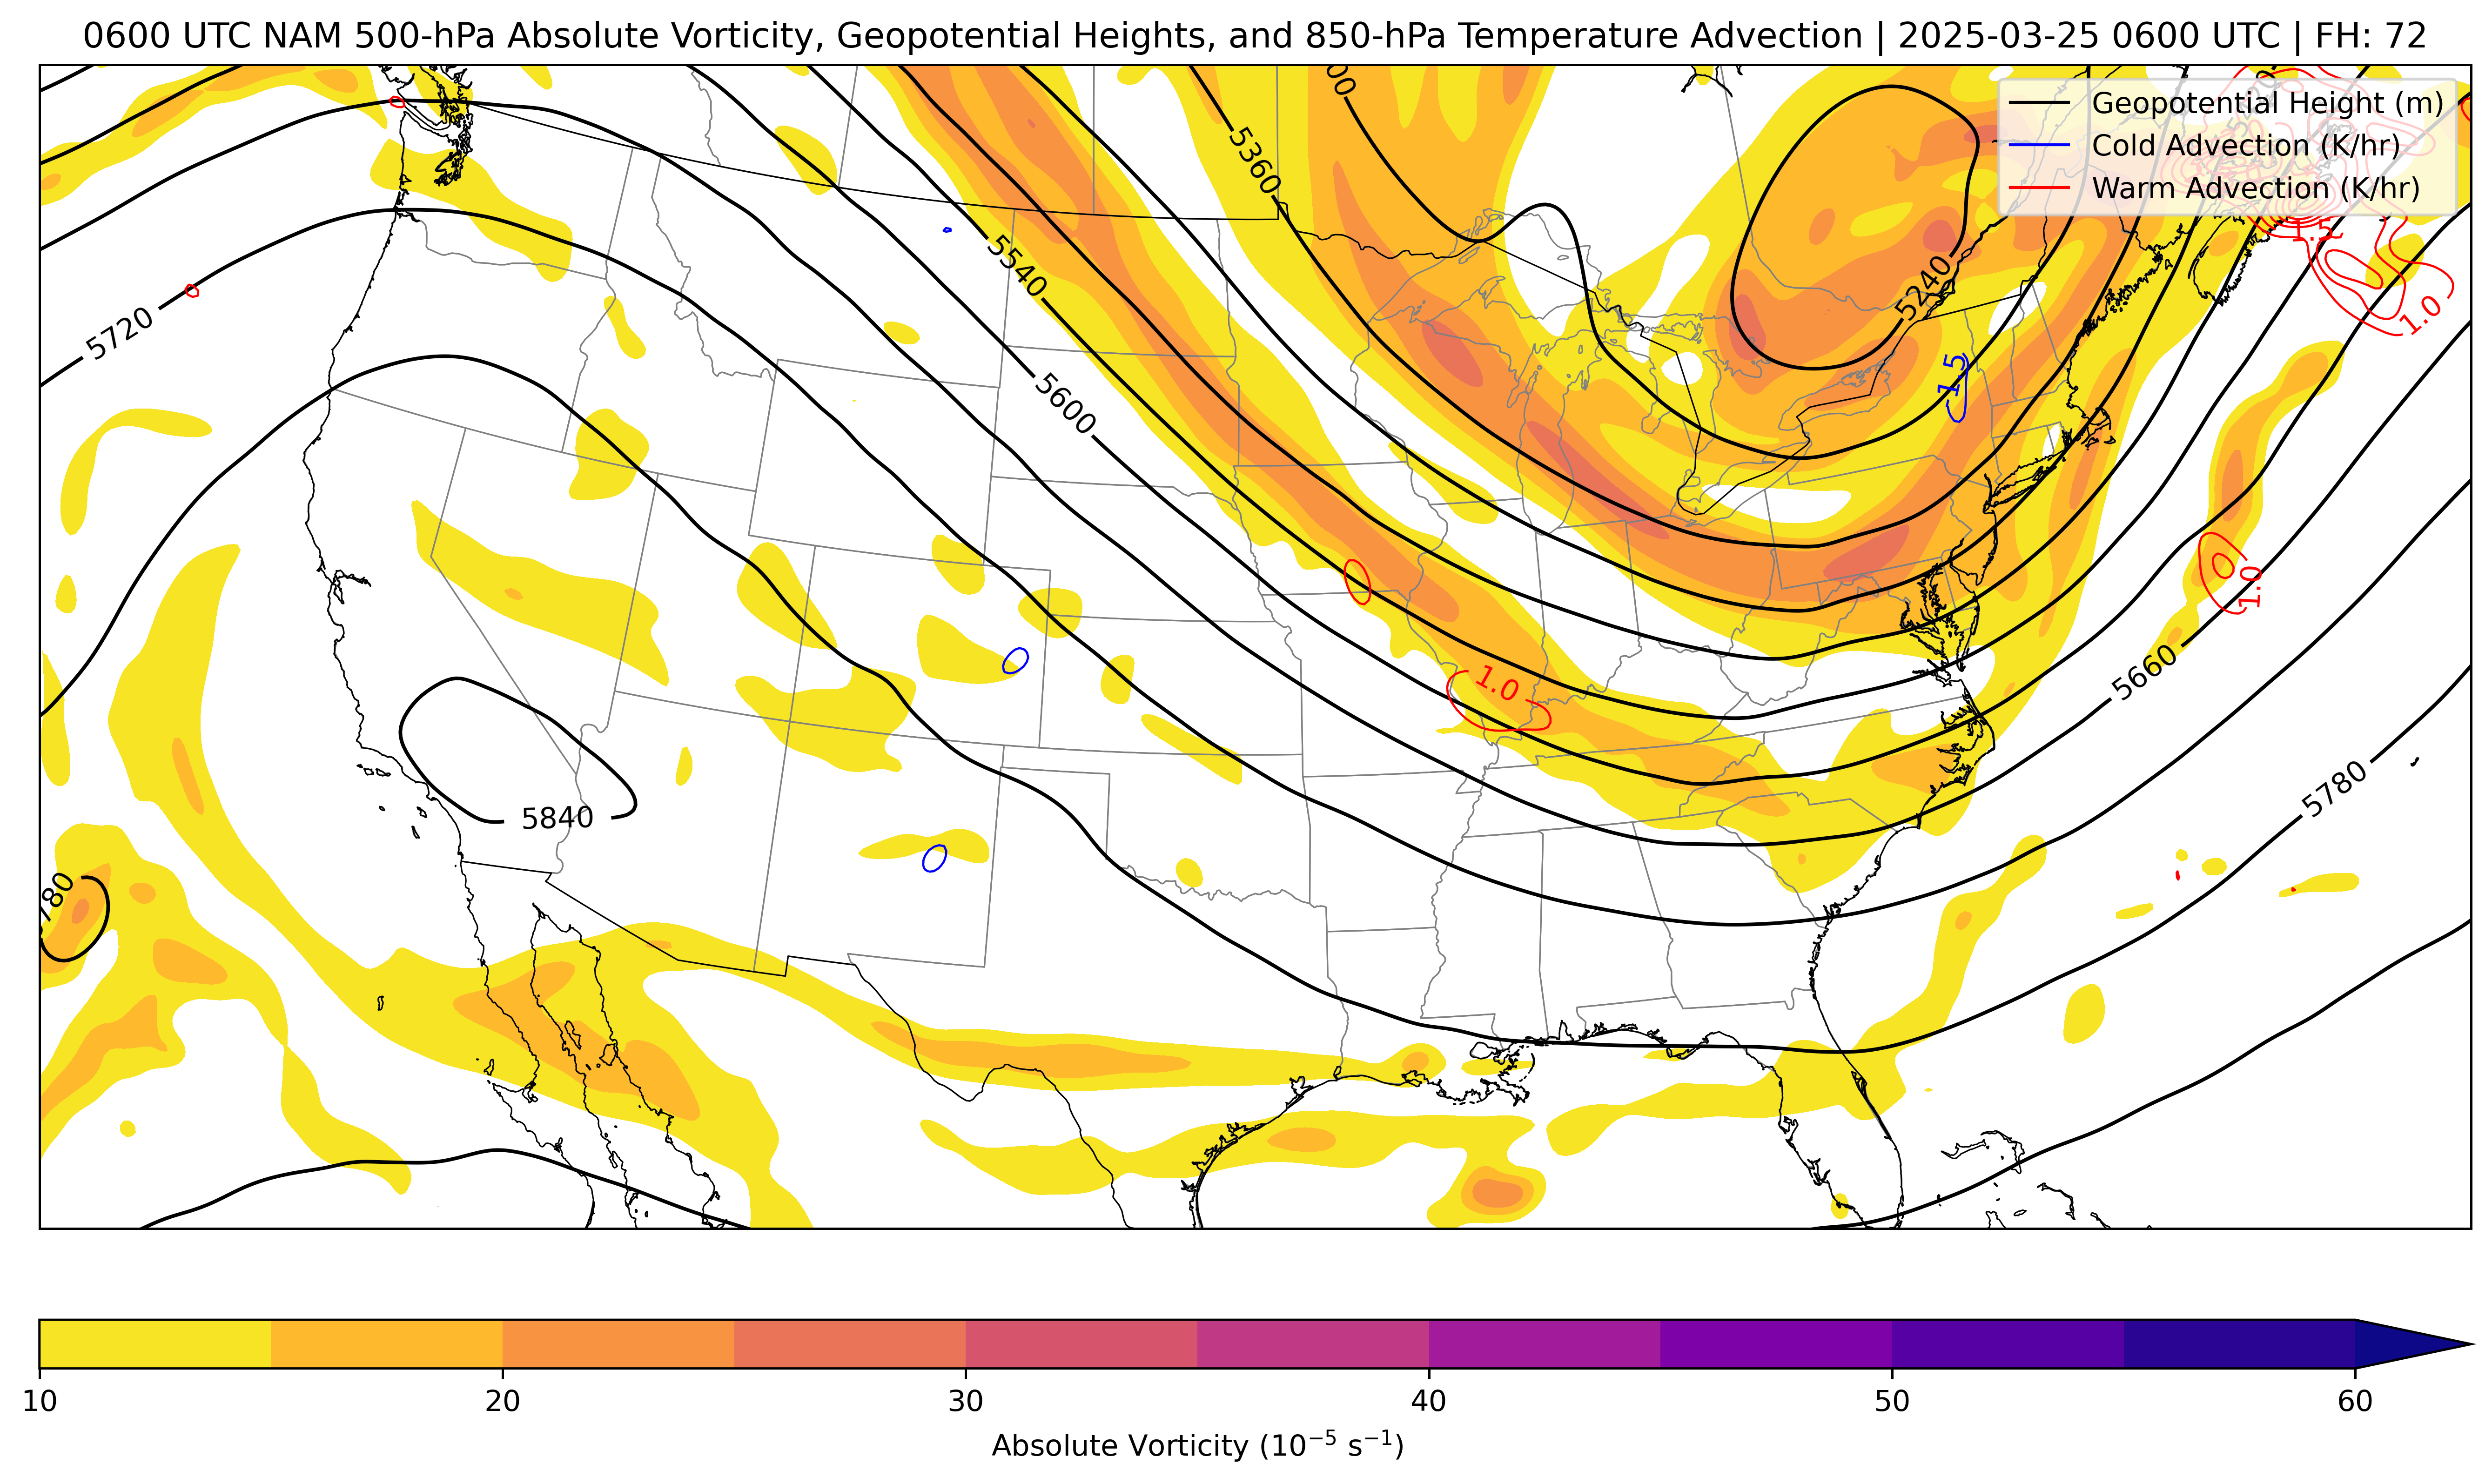 0600 UTC NAM 500-hPa Absolute Vorticity, Geopotential Heights, and 850-hPa Temperature Advection | 2025-03-25 0600 UTC | FH: 72
Geopotential Height (m)
Cold Advection (K/hr)
Warm Advection (K/hr)
5360
1.5
5540
5240
5720
1.0
-1.5
5600
1.0
1.0
5660
5780
5840
10 20 30 40 50 60
Absolute Vorticity (10⁻⁵ s⁻¹)